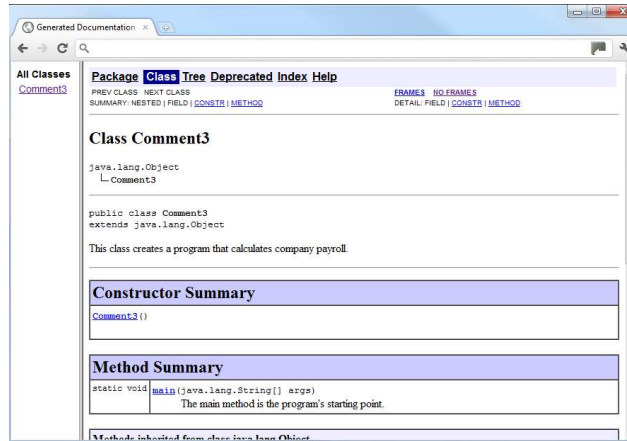 Generated Documentation
All Classes
Comment3
Package Class Tree Deprecated Index Help
PREV CLASS NEXT CLASS
FRAMES NO FRAMES
SUMMARY: NESTED | FIELD | CONSTR | METHOD
DETAIL: FIELD | CONSTR | METHOD
Class Comment3
java.lang.Object
Comment3
public class Comment3
extends java.lang.Object
This class creates a program that calculates company payroll.
Constructor Summary
Comment3()
Method Summary
static void main(java.lang.String[] args)
The main method is the program's starting point.
Methods inherited from class java.lang.Object